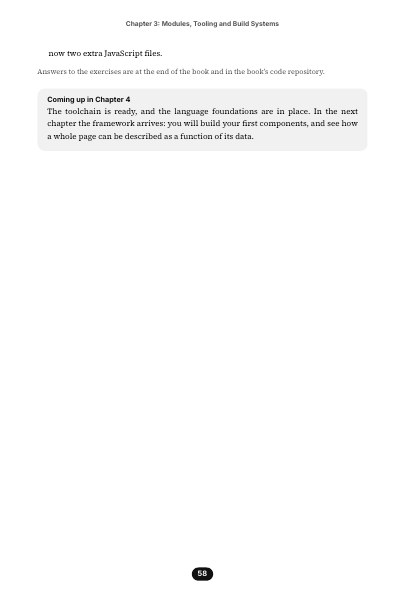 Chapter 3: Modules, Tooling and Build Systems
now two extra JavaScript files.
Answers to the exercises are at the end of the book and in the book's code repository.
Coming up in Chapter 4
The toolchain is ready, and the language foundations are in place. In the next
chapter the framework arrives: you will build your first components, and see how
a whole page can be described as a function of its data.
58